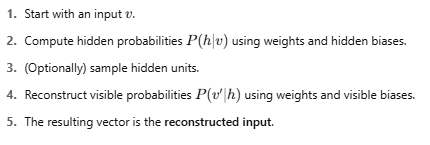 1. Start with an input v.
2. Compute hidden probabilities P(h|v) using weights and hidden biases.
3. (Optionally) sample hidden units.
4. Reconstruct visible probabilities P(v′|h) using weights and visible biases.
5. The resulting vector is the reconstructed input.